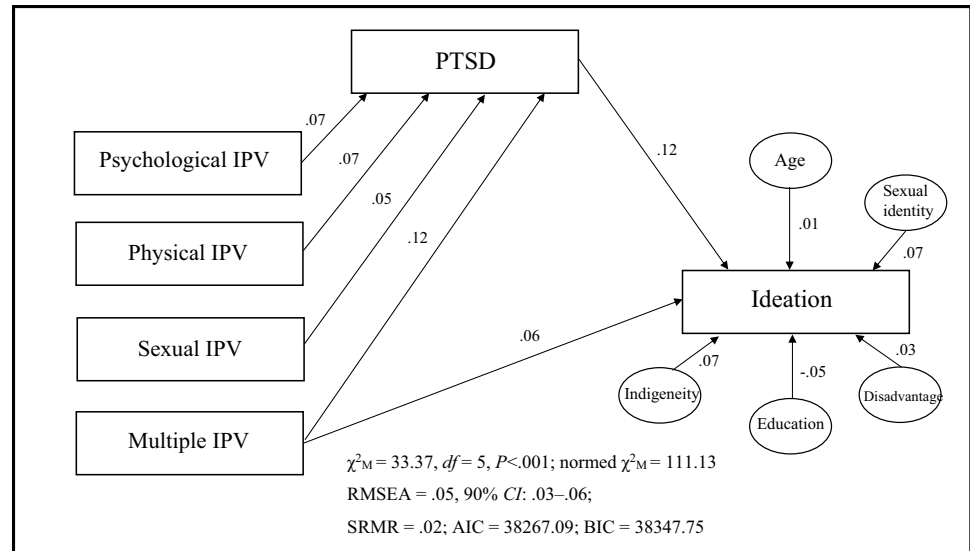 PTSD
.07
Psychological IPV
.07
.12
Age
Sexual
identity
.05
Physical IPV
.12
.01
.07
Ideation
Sexual IPV
.06
.07
-.05
.03
Indigeneity
Education
Disadvantage
Multiple IPV
χ²M = 33.37, df = 5, P<.001; normed χ²M = 111.13
RMSEA = .05, 90% CI: .03–.06;
SRMR = .02; AIC = 38267.09; BIC = 38347.75